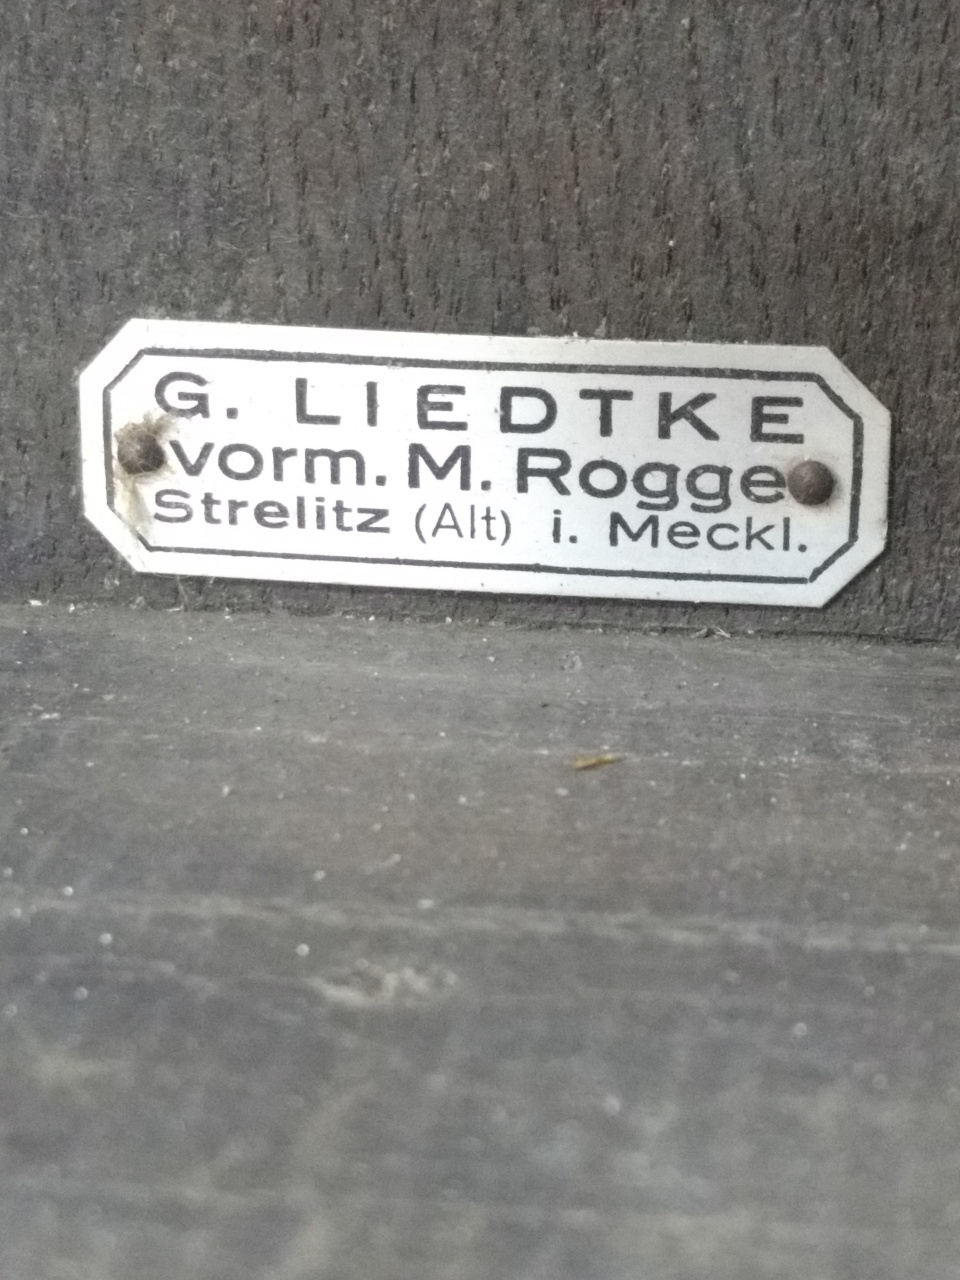 G. LIEDTKE
vorm. M. Rogge
Strelitz (Alt) i. Meckl.